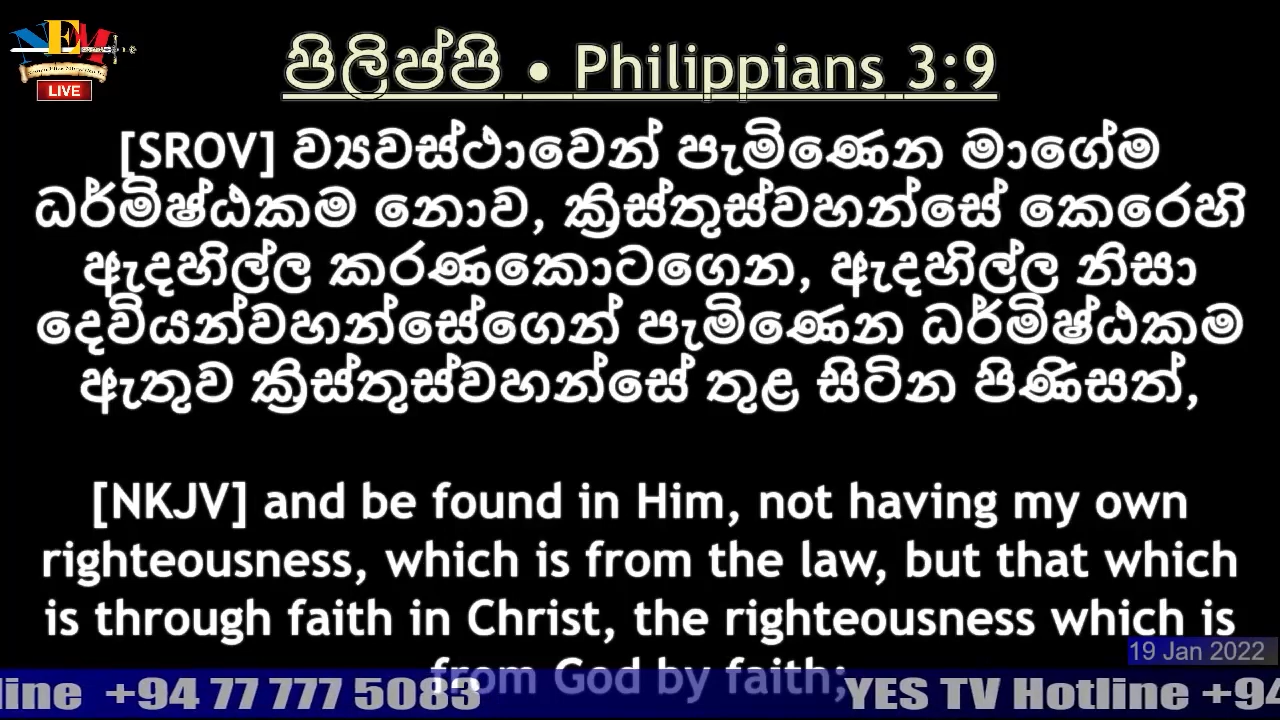 NEM
LIVE
පිලිප්පි • Philippians 3:9
[SROV] ව්‍යවස්ථාවෙන් පැමිණෙන මාගේම
ධර්මිෂ්ඨකම නොව, ක්‍රිස්තුස්වහන්සේ කෙරෙහි
ඇදහිල්ල කරණකොටගෙන, ඇදහිල්ල නිසා
දෙවියන්වහන්සේගෙන් පැමිණෙන ධර්මිෂ්ඨකම
ඇතුව ක්‍රිස්තුස්වහන්සේ තුළ සිටින පිණිසත්,
[NKJV] and be found in Him, not having my own
righteousness, which is from the law, but that which
is through faith in Christ, the righteousness which is
from God by faith;
19 Jan 2022
line +94 77 777 5083 YES TV Hotline +94